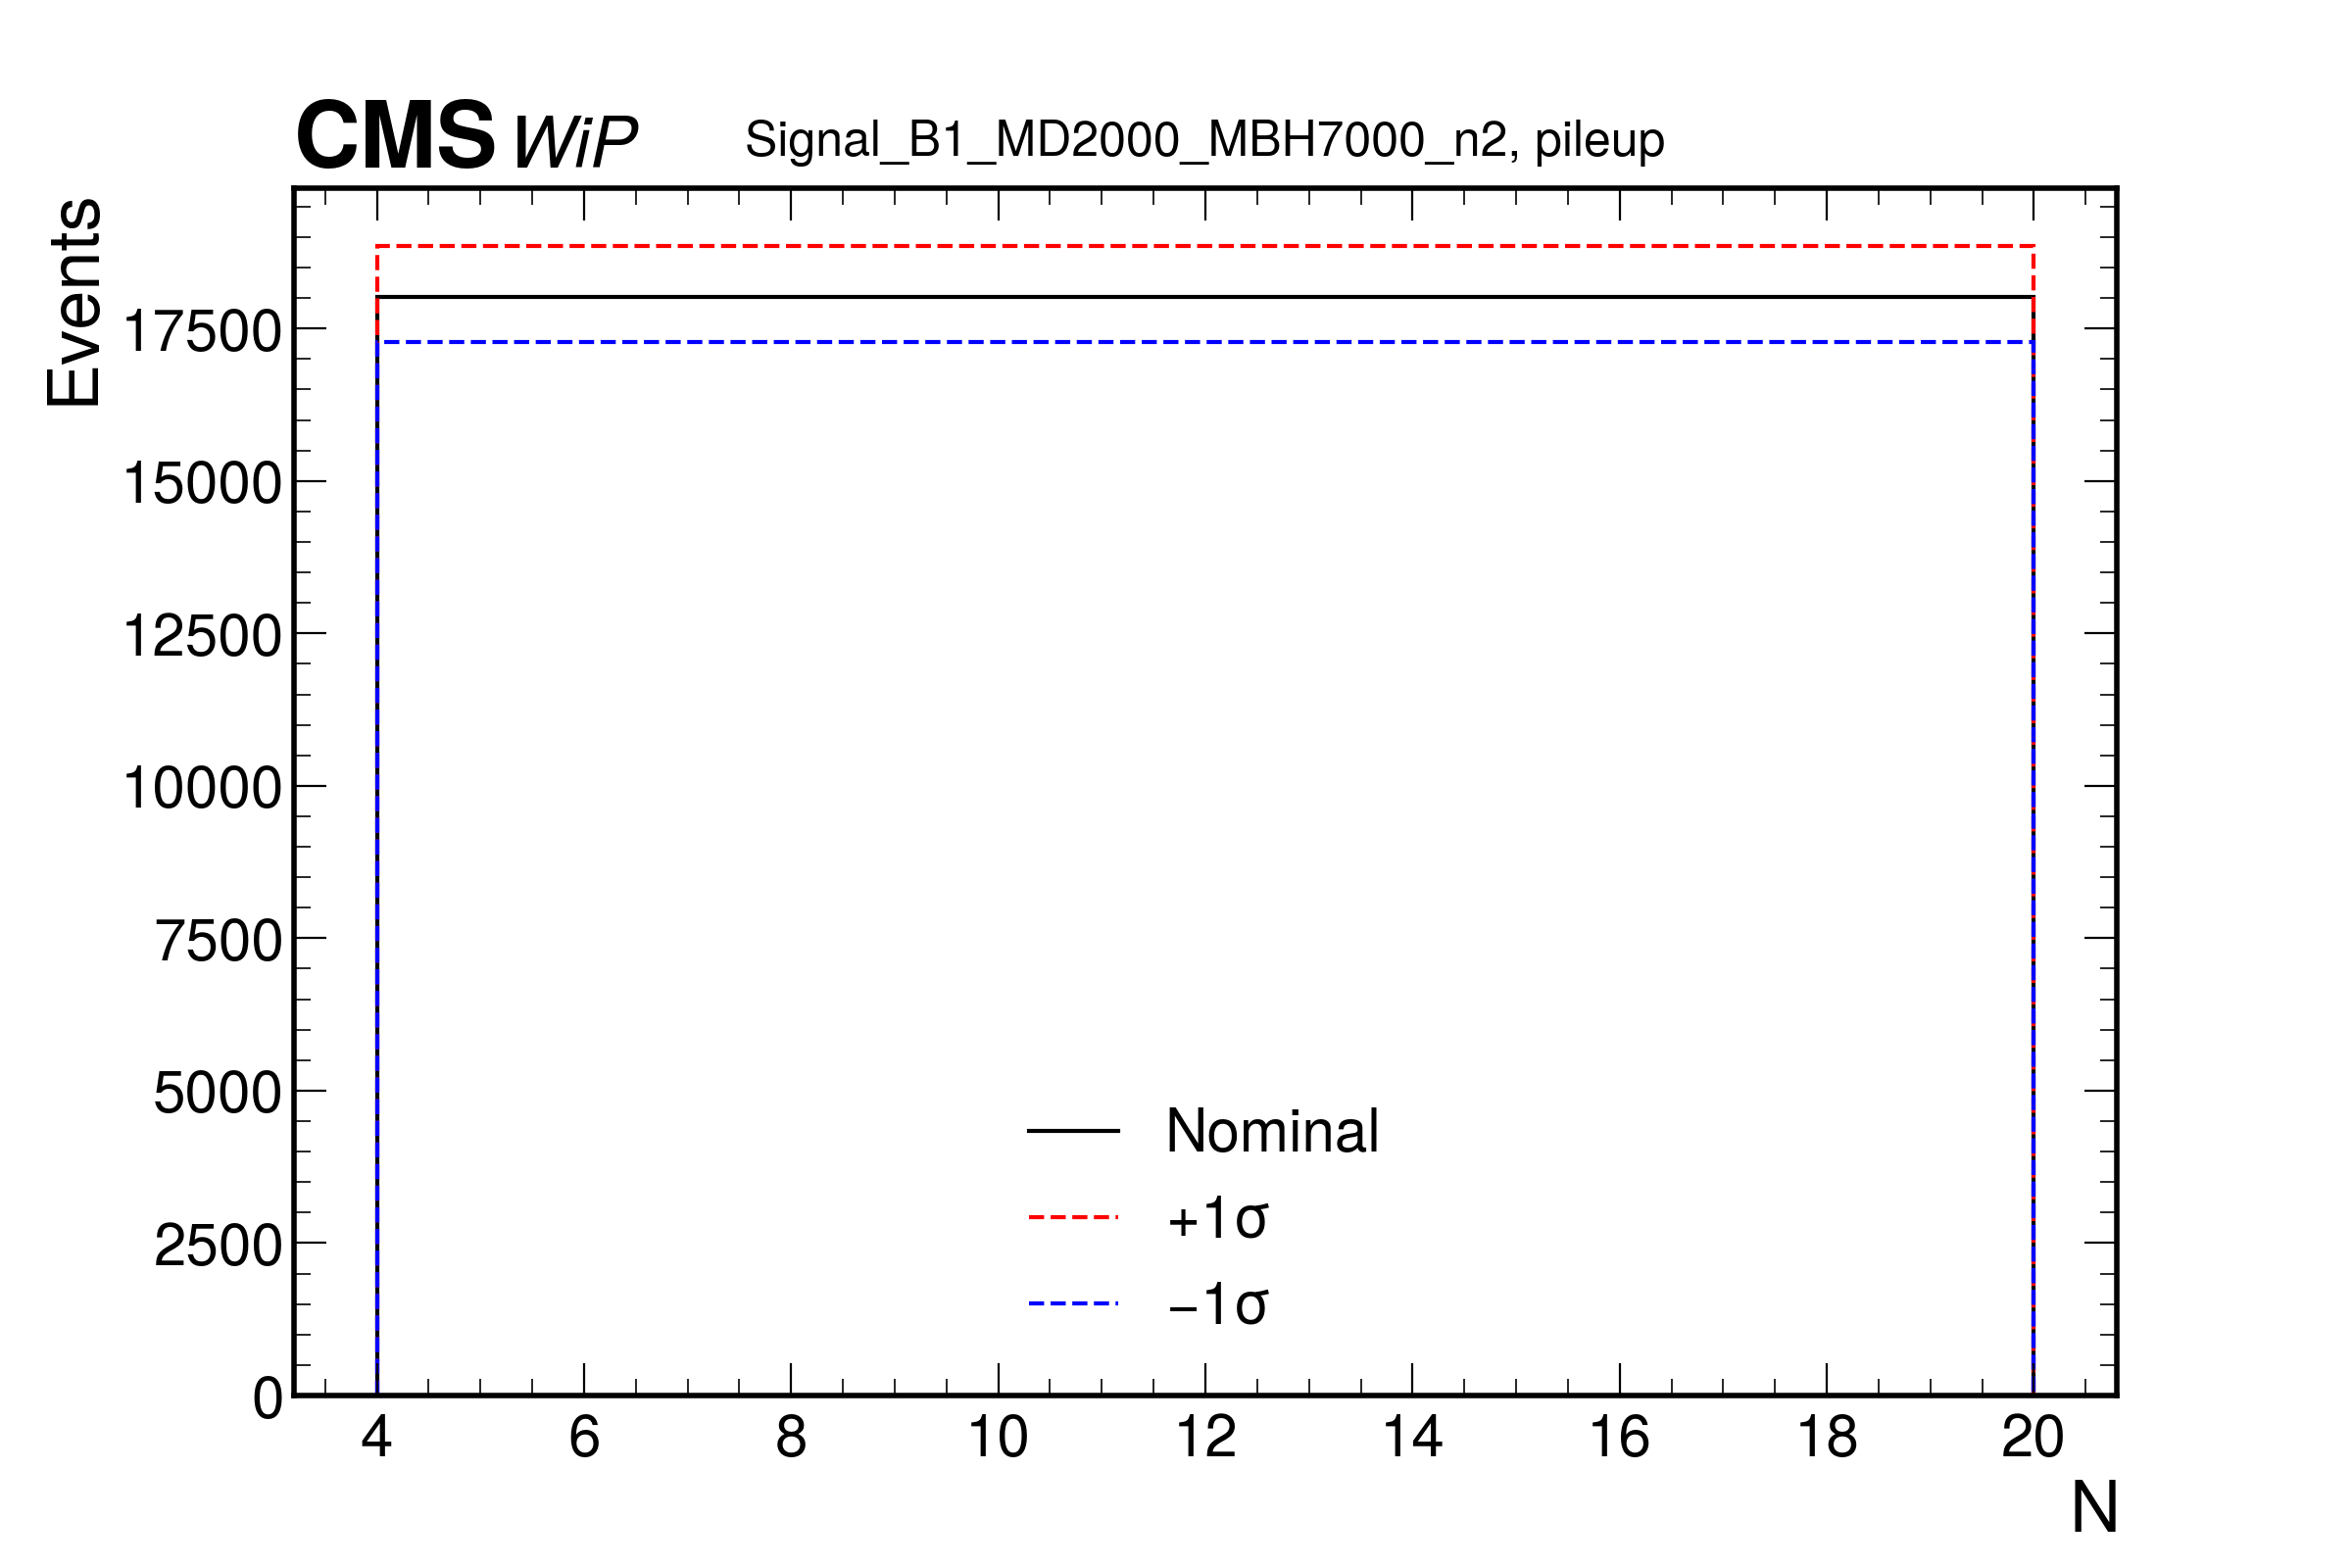 CMS WiP Signal_B1_MD2000_MBH7000_n2, pileup
Events
17500
15000
12500
10000
7500
5000
2500
0
Nominal
+1σ
−1σ
4 6 8 10 12 14 16 18 20
N